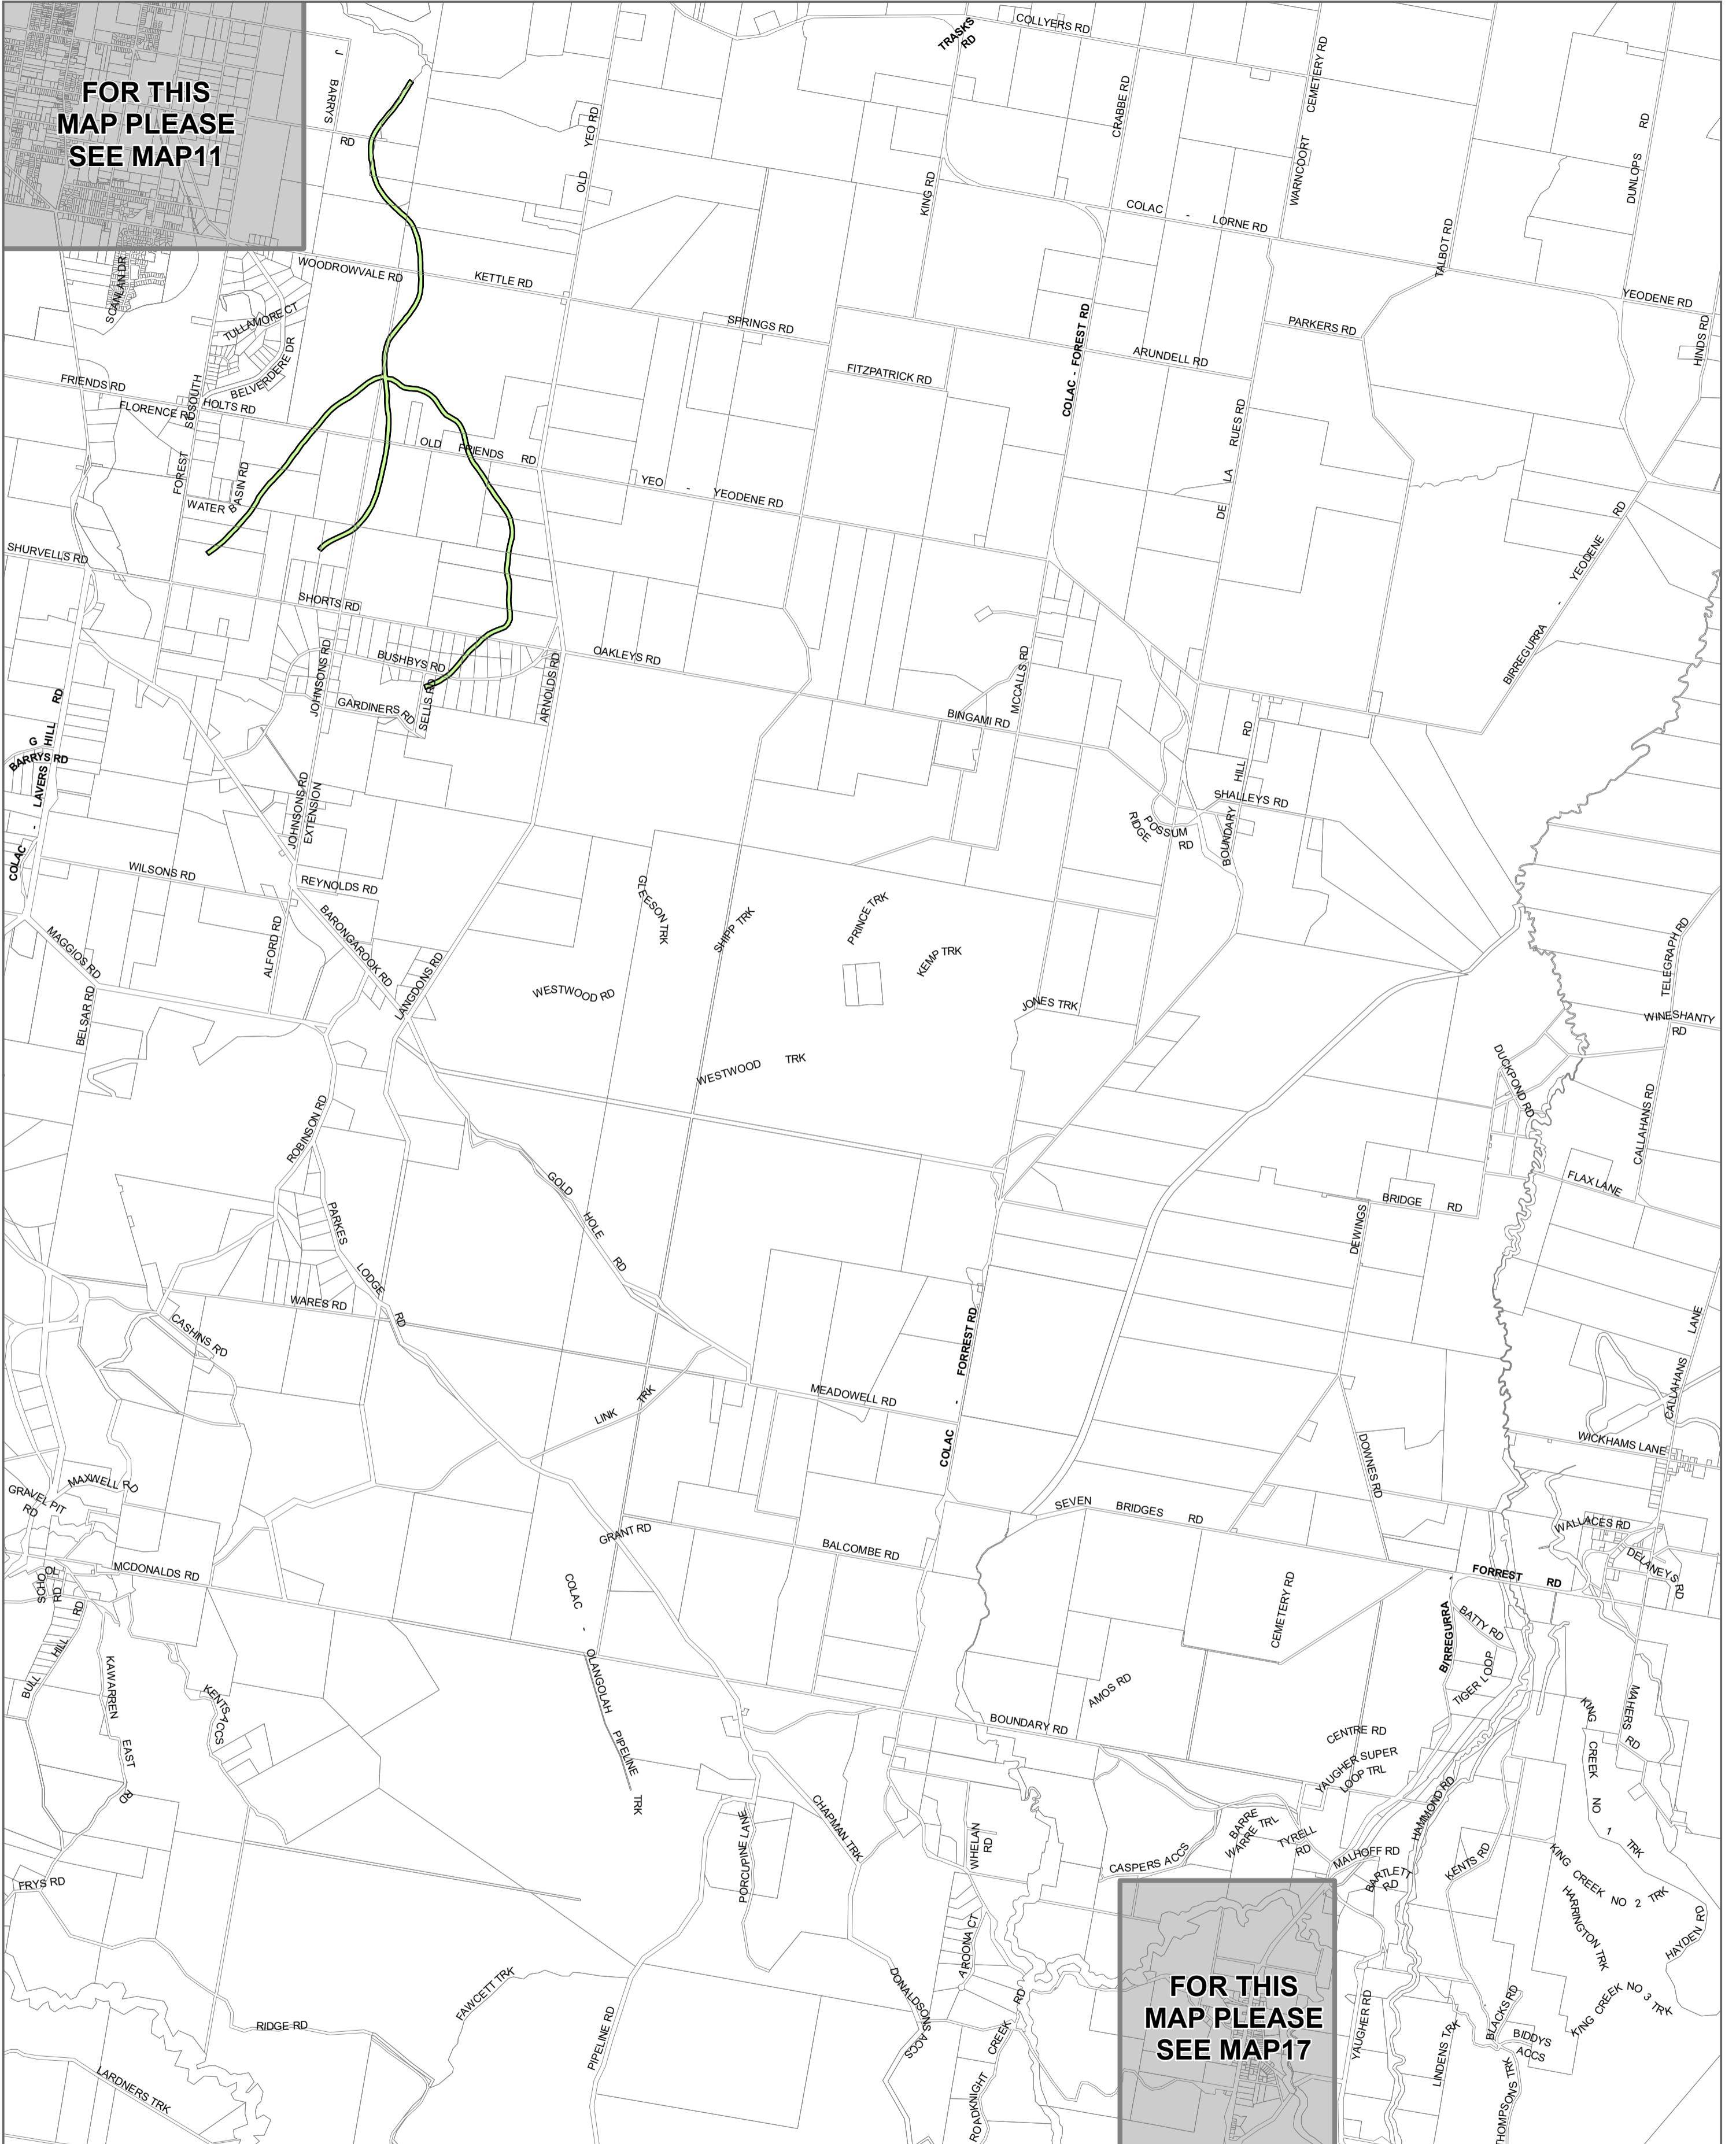 FOR THIS
MAP PLEASE
SEE MAP11
J
BARRYS
RD
TRASKS
RD
COLLYERS RD
CRABBE RD
CEMETERY RD
WARNCOORT
DUNLOPS
RD
OLD
YEO RD
KING RD
COLAC - LORNE RD
TALBOT RD
YEODENE RD
HINDS RD
SCANLAN DR
WOODROWVALE RD
KETTLE RD
SPRINGS RD
PARKERS RD
TULLAMORE CT
BELVERDERE DR
FITZPATRICK RD
COLAC - FOREST RD
ARUNDELL RD
FRIENDS RD
FLORENCE RD
FOREST
ST SOUTH
HOLTS RD
OLD FRIENDS RD
YEO - YEODENE RD
DE LA RUES RD
WATER BASIN RD
SHURVELLS RD
SHORTS RD
BUSHBYS RD
JOHNSONS RD
GARDINERS RD
SELLS RD
ARNOLDS RD
OAKLEYS RD
BIRREGURRA - YEODENE RD
MCCALLS RD
BINGAMI RD
BOUNDARY HILL RD
SHALLEYS RD
POSSUM
RIDGE
RD
G
BARRYS RD
COLAC - LAVERS HILL RD
JOHNSONS RD
EXTENSION
WILSONS RD
REYNOLDS RD
BARONGAROOK RD
ALFORD RD
MAGGIOS RD
BELSAR RD
LANGDONS RD
GLEESON TRK
SHIPP TRK
PRINCE TRK
KEMP TRK
WESTWOOD RD
JONES TRK
WESTWOOD TRK
TELEGRAPH RD
WINESHANTY
RD
DUCKPOND RD
CALLAHANS RD
FLAX LANE
ROBINSON RD
PARKES
LODGE
RD
GOLD HOLE RD
DEWINGS
BRIDGE RD
WARES RD
CASHINS RD
COLAC - FORREST RD
LINK TRK
MEADOWELL RD
CALLAHANS LANE
WICKHAMS LANE
DOWNES RD
MAXWELL RD
GRAVEL PIT
RD
SEVEN BRIDGES RD
GRANT RD
BALCOMBE RD
WALLACES RD
DELANEYS RD
SCHOOL
RD
MCDONALDS RD
BULL HILL RD
KAWARREN EAST RD
KENTS ACCS
COLAC - OLANGOLAH PIPELINE TRK
CEMETERY RD
AMOS RD
BIRREGURRA - FORREST RD
BATTY RD
TIGER LOOP
BOUNDARY RD
CENTRE RD
YAUGHER SUPER
LOOP TRL
MAHERS RD
KING CREEK NO 1 TRK
PORCUPINE LANE
CHAPMAN TRK
WHELAN
RD
BARRE
WARRE TRL
TYRELL
RD
HAMMOND RD
MALHOFF RD
CASPERS ACCS
BARTLETT
RD
KENTS RD
KING CREEK NO 2 TRK
HARRINGTON TRK
HAYDEN RD
FRYS RD
ARCOONA CT
FAWCETT TRK
DONALDSONS
ACCS
FOR THIS
MAP PLEASE
SEE MAP17
KING CREEK NO 3 TRK
BLACKS RD
BIDDYS
ACCS
RIDGE RD
PIPELINE RD
LARDNERS TRK
ROADKNIGHT CREEK RD
YAUGHER RD
LINDENS TRK
THOMPSONS TRK